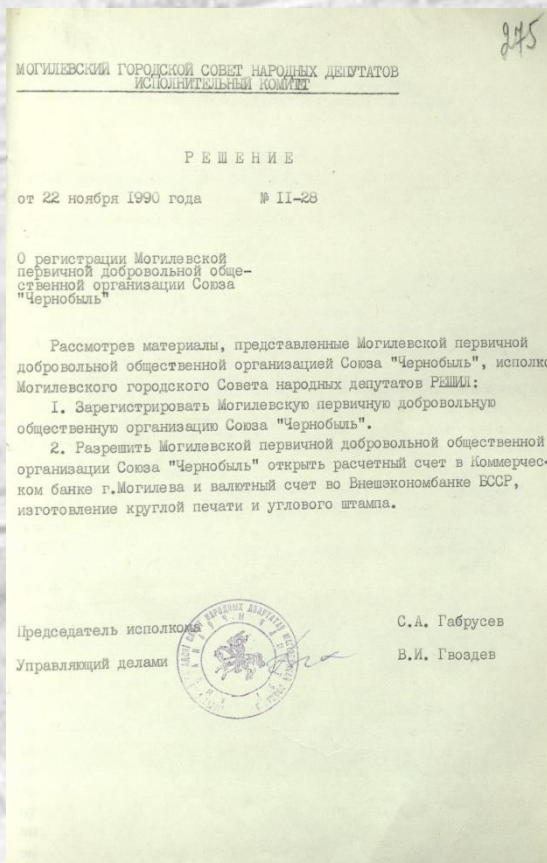 275
МОГИЛЕВСКИЙ ГОРОДСКОЙ СОВЕТ НАРОДНЫХ ДЕПУТАТОВ
ИСПОЛНИТЕЛЬНЫЙ КОМИТЕТ
РЕШЕНИЕ
от 22 ноября 1990 года № II-28
О регистрации Могилевской
первичной добровольной обще-
ственной организации Союза
"Чернобыль"
Рассмотрев материалы, представленные Могилевской первичной
добровольной общественной организацией Союза "Чернобыль", исполко
Могилевского городского Совета народных депутатов РЕШИЛ:
I. Зарегистрировать Могилевскую первичную добровольную
общественную организацию Союза "Чернобыль".
2. Разрешить Могилевской первичной добровольной общественной
организации Союза "Чернобыль" открыть расчетный счет в Коммерчес-
ком банке г.Могилева и валютный счет во Внешэкономбанке БССР,
изготовление круглой печати и углового штампа.
Председатель исполкома С.А. Габрусев
Управляющий делами В.И. Гвоздев